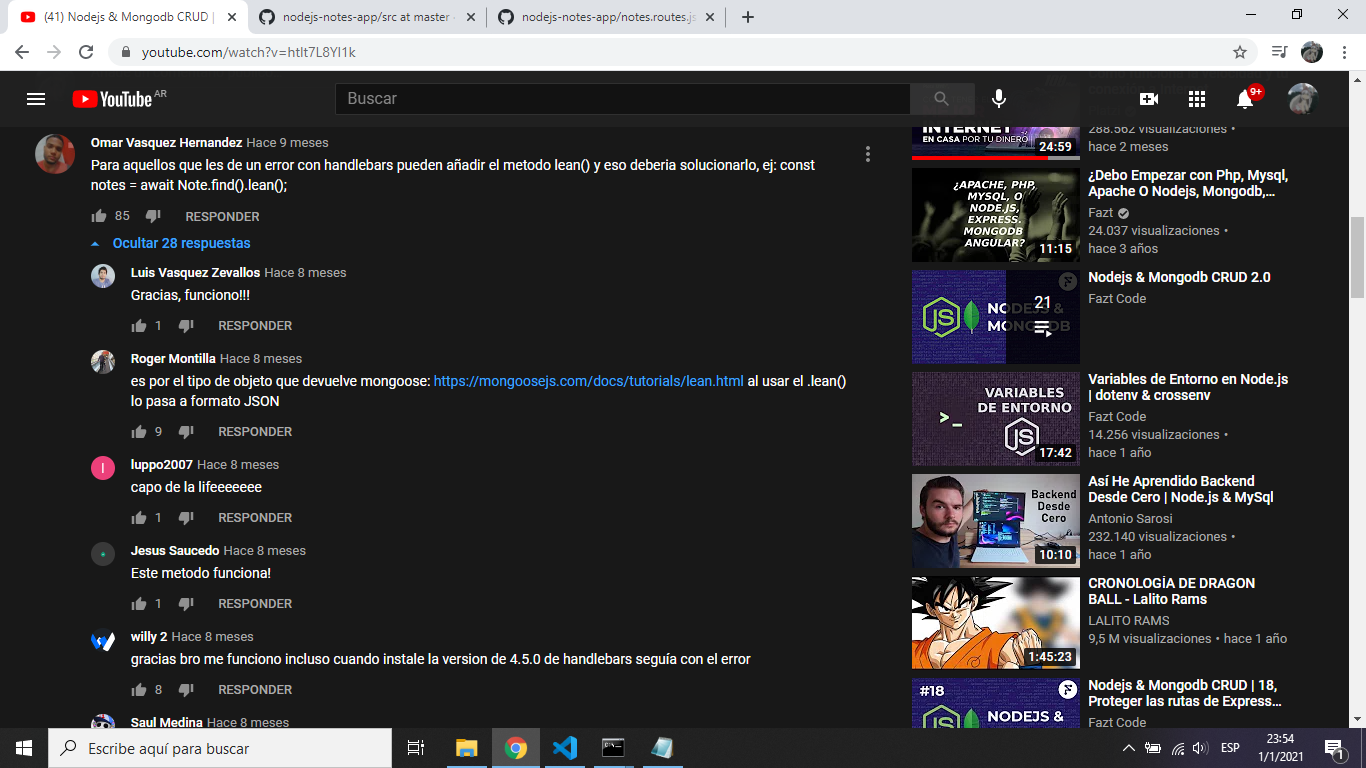 (41) Nodejs & Mongodb CRUD |
nodejs-notes-app/src at master
nodejs-notes-app/notes.routes.js
youtube.com/watch?v=htIt7L8Yl1k
YouTube AR
Buscar
9+
Omar Vasquez Hernandez Hace 9 meses
Para aquellos que les de un error con handlebars pueden añadir el metodo lean() y eso deberia solucionarlo, ej: const
notes = await Note.find().lean();
85 RESPONDER
Ocultar 28 respuestas
Luis Vasquez Zevallos Hace 8 meses
Gracias, funciono!!!
1 RESPONDER
Roger Montilla Hace 8 meses
es por el tipo de objeto que devuelve mongoose: https://mongoosejs.com/docs/tutorials/lean.html al usar el .lean()
lo pasa a formato JSON
9 RESPONDER
l
luppo2007 Hace 8 meses
capo de la lifeeeeeee
1 RESPONDER
Jesus Saucedo Hace 8 meses
Este metodo funciona!
1 RESPONDER
willy 2 Hace 8 meses
gracias bro me funciono incluso cuando instale la version de 4.5.0 de handlebars seguía con el error
8 RESPONDER
Saul Medina Hace 8 meses
INTERNET
EN CASA POR TU DINERO
24:59
288.562 visualizaciones •
hace 2 meses
¿APACHE, PHP,
MYSQL, O
NODE.JS,
EXPRESS.
MONGODB
ANGULAR?
11:15
¿Debo Empezar con Php, Mysql,
Apache O Nodejs, Mongodb,...
Fazt
24.037 visualizaciones •
hace 3 años
JS
NODEJS &
MONGODB
21
Nodejs & Mongodb CRUD 2.0
Fazt Code
>_
VARIABLES
DE ENTORNO
JS
17:42
Variables de Entorno en Node.js
| dotenv & crossenv
Fazt Code
14.256 visualizaciones •
hace 1 año
Backend
Desde
Cero
10:10
Así He Aprendido Backend
Desde Cero | Node.js & MySql
Antonio Sarosi
232.140 visualizaciones •
hace 1 año
1:45:23
CRONOLOGÍA DE DRAGON
BALL - Lalito Rams
LALITO RAMS
9,5 M visualizaciones • hace 1 año
#18
JS
NODEJS &
Nodejs & Mongodb CRUD | 18,
Proteger las rutas de Express...
Fazt Code
Escribe aquí para buscar
ESP
23:54
1/1/2021
1